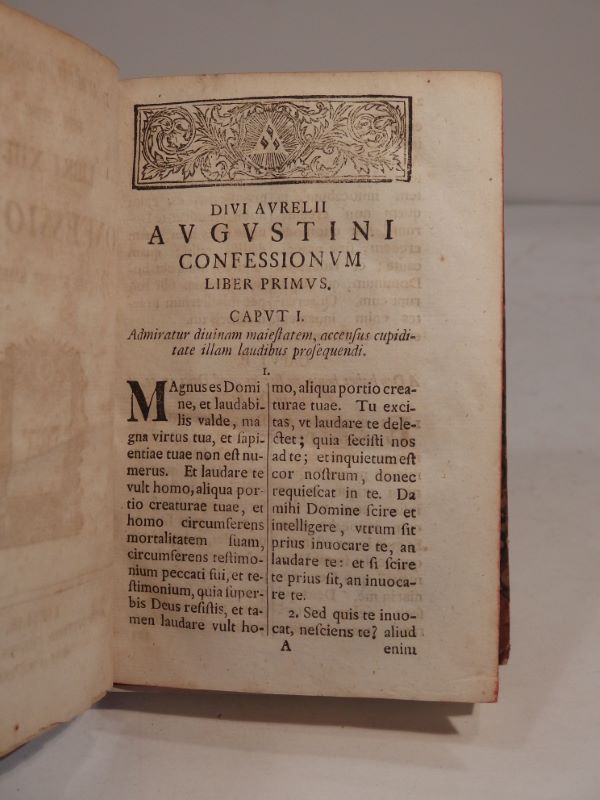 DIVI AVRELII
AVGVSTINI
CONFESSIONVM
LIBER PRIMVS.
CAPVT I.
Admiratur diuinam maieſtatem, accenſus cupidi-
tate illam laudibus proſequendi.
1.
MAgnus es Domi
ne, et laudabi-
lis valde, ma
gna virtus tua, et ſapi-
entiae tuae non eſt nu-
merus. Et laudare te
vult homo, aliqua por-
tio creaturae tuae, et
homo circumferens
mortalitatem ſuam,
circumferens teſtimo-
nium peccati ſui, et te-
ſtimonium, quia ſuper-
bis Deus reſiſtis, et ta-
men laudare vult ho-
mo, aliqua portio crea-
turae tuae. Tu exci-
tas, vt laudare te dele-
ctet; quia feciſti nos
ad te; et inquietum eſt
cor noſtrum, donec
requieſcat in te. Da
mihi Domine ſcire et
intelligere, vtrum ſit
prius inuocare te, an
laudare te: et ſi ſcire
te prius ſit, an inuoca-
re te.
2. Sed quis te inuo-
cat, neſciens te? aliud
A
enim